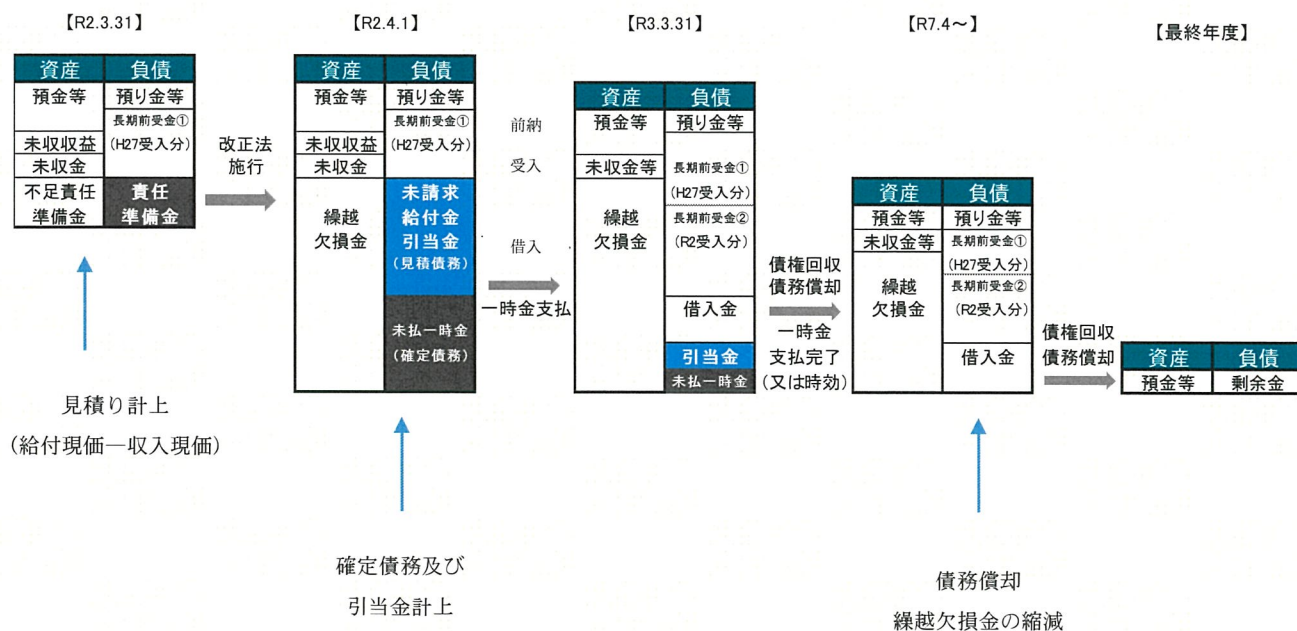 【R2.3.31】
資産 負債
預金等 預り金等
長期前受金①
未収収益 (H27受入分)
未収金
不足責任 責任
準備金 準備金
見積り計上
(給付現価―収入現価)
改正法
施行
【R2.4.1】
資産 負債
預金等 預り金等
長期前受金①
未収収益 (H27受入分)
未収金
未請求
繰越 給付金
欠損金 引当金
(見積債務)
未払一時金
(確定債務)
確定債務及び
引当金計上
前納
受入
借入
一時金支払
【R3.3.31】
資産 負債
預金等 預り金等
未収金等 長期前受金①
(H27受入分)
繰越 長期前受金②
欠損金 (R2受入分)
借入金
引当金
未払一時金
債権回収
債務償却
一時金
支払完了
(又は時効)
【R7.4～】
資産 負債
預金等 預り金等
未収金等 長期前受金①
(H27受入分)
繰越 長期前受金②
欠損金 (R2受入分)
借入金
債務償却
繰越欠損金の縮減
債権回収
債務償却
【最終年度】
資産 負債
預金等 剰余金